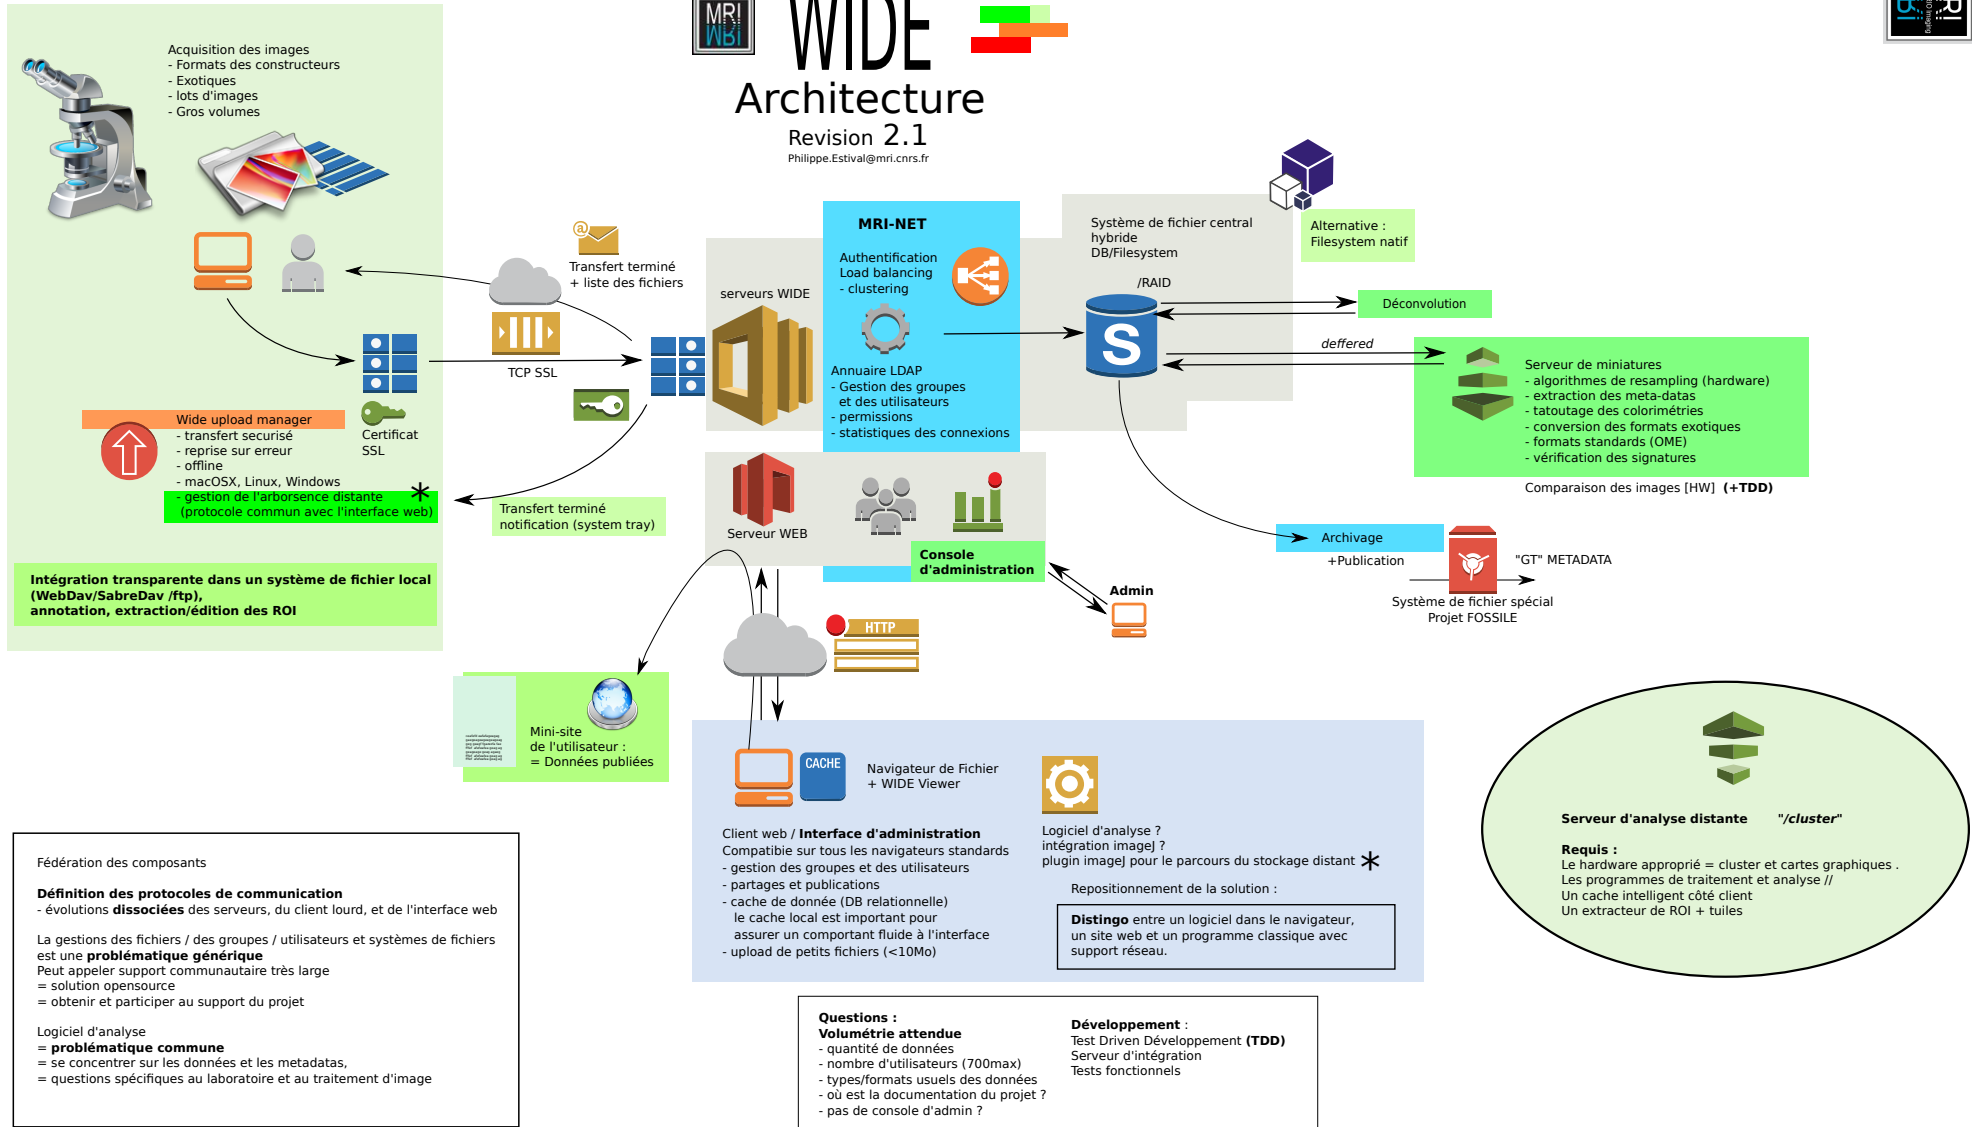 MRI
WIDE
Architecture
Revision 2.1
Philippe.Estival@mri.cnrs.fr
Acquisition des images
- Formats des constructeurs
- Exotiques
- lots d'images
- Gros volumes
Wide upload manager
- transfert securisé
- reprise sur erreur
- offline
- macOSX, Linux, Windows
- gestion de l'arborsence distante
(protocole commun avec l'interface web)
*
Certificat
SSL
Intégration transparente dans un système de fichier local
(WebDav/SabreDav /ftp),
annotation, extraction/édition des ROI
@
Transfert terminé
+ liste des fichiers
TCP SSL
Transfert terminé
notification (system tray)
serveurs WIDE
MRI-NET
Authentification
Load balancing
- clustering
Annuaire LDAP
- Gestion des groupes
et des utilisateurs
- permissions
- statistiques des connexions
Serveur WEB
Console
d'administration
Admin
HTTP
Système de fichier central
hybride
DB/Filesystem
/RAID
S
Alternative :
Filesystem natif
Déconvolution
deffered
Serveur de miniatures
- algorithmes de resampling (hardware)
- extraction des meta-datas
- tatoutage des colorimétries
- conversion des formats exotiques
- formats standards (OME)
- vérification des signatures
Comparaison des images [HW] (+TDD)
Archivage
+Publication
"GT" METADATA
Système de fichier spécial
Projet FOSSILE
Mini-site
de l'utilisateur :
= Données publiées
CACHE
Navigateur de Fichier
+ WIDE Viewer
Client web / Interface d'administration
Compatibie sur tous les navigateurs standards
- gestion des groupes et des utilisateurs
- partages et publications
- cache de donnée (DB relationnelle)
le cache local est important pour
assurer un comportant fluide à l'interface
- upload de petits fichiers (<10Mo)
Logiciel d'analyse ?
intégration imageJ ?
plugin imageJ pour le parcours du stockage distant *
Repositionnement de la solution :
Distingo entre un logiciel dans le navigateur,
un site web et un programme classique avec
support réseau.
Serveur d'analyse distante "/cluster"
Requis :
Le hardware approprié = cluster et cartes graphiques .
Les programmes de traitement et analyse //
Un cache intelligent côté client
Un extracteur de ROI + tuiles
Fédération des composants
Définition des protocoles de communication
- évolutions dissociées des serveurs, du client lourd, et de l'interface web
La gestions des fichiers / des groupes / utilisateurs et systèmes de fichiers
est une problématique générique
Peut appeler support communautaire très large
= solution opensource
= obtenir et participer au support du projet
Logiciel d'analyse
= problématique commune
= se concentrer sur les données et les metadatas,
= questions spécifiques au laboratoire et au traitement d'image
Questions :
Volumétrie attendue
- quantité de données
- nombre d'utilisateurs (700max)
- types/formats usuels des données
- où est la documentation du projet ?
- pas de console d'admin ?
Développement :
Test Driven Développement (TDD)
Serveur d'intégration
Tests fonctionnels